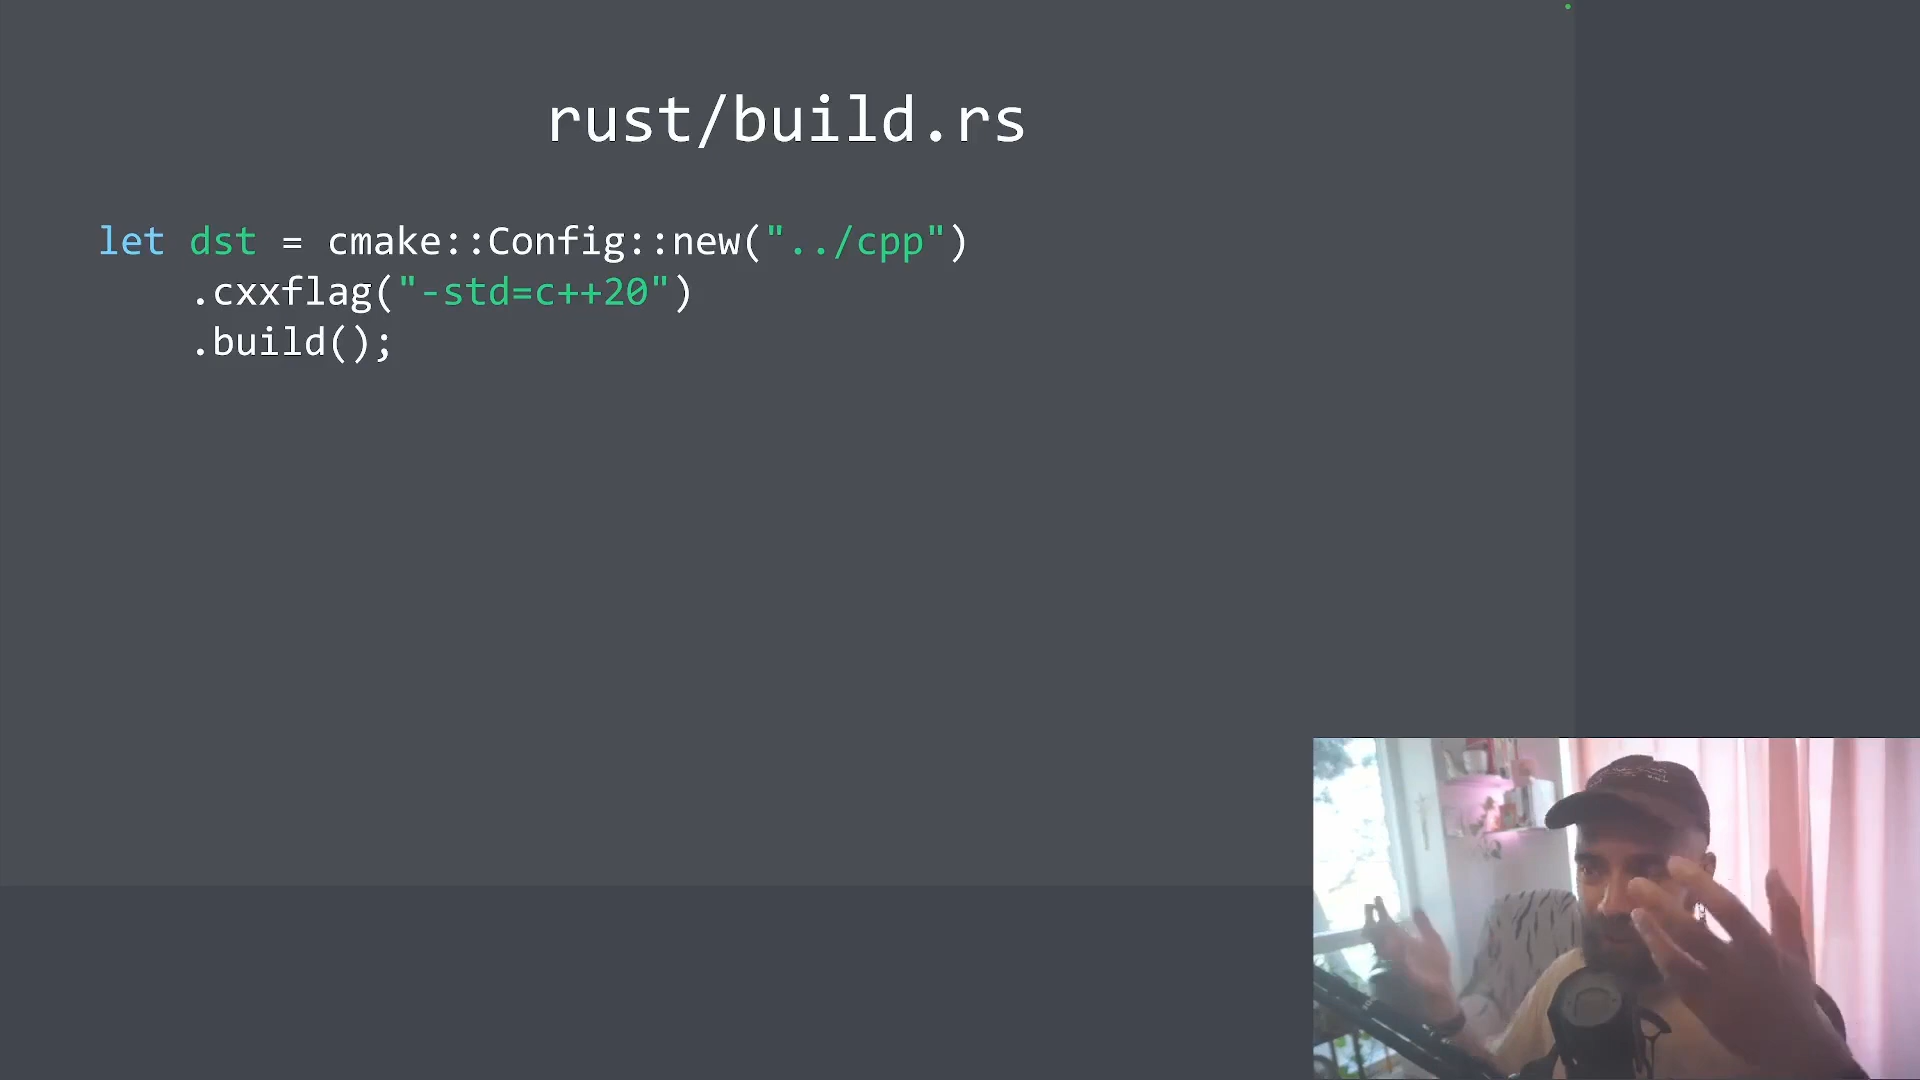 rust/build.rs
let dst = cmake::Config::new("../cpp")
.cxxflag("-std=c++20")
.build();